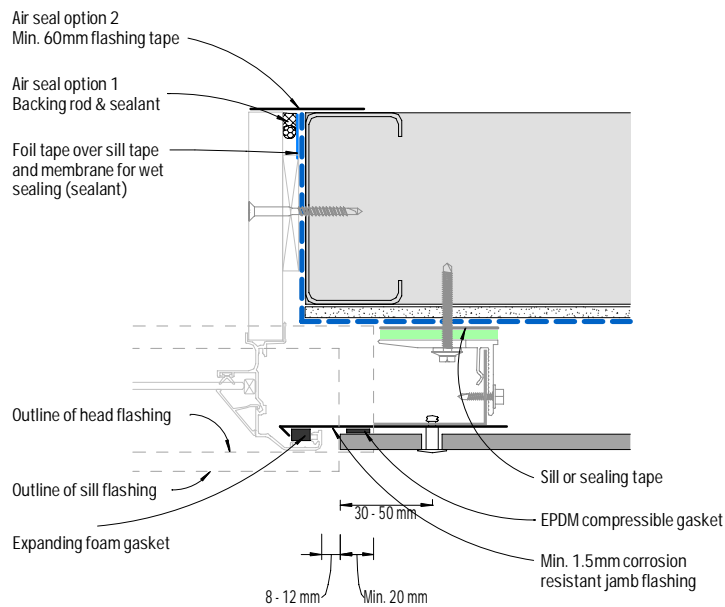 Air seal option 2
Min. 60mm flashing tape
Air seal option 1
Backing rod & sealant
Foil tape over sill tape
and membrane for wet
sealing (sealant)
Outline of head flashing
Outline of sill flashing
Expanding foam gasket
Sill or sealing tape
30 - 50 mm
EPDM compressible gasket
Min. 1.5mm corrosion
resistant jamb flashing
8 - 12 mm
Min. 20 mm